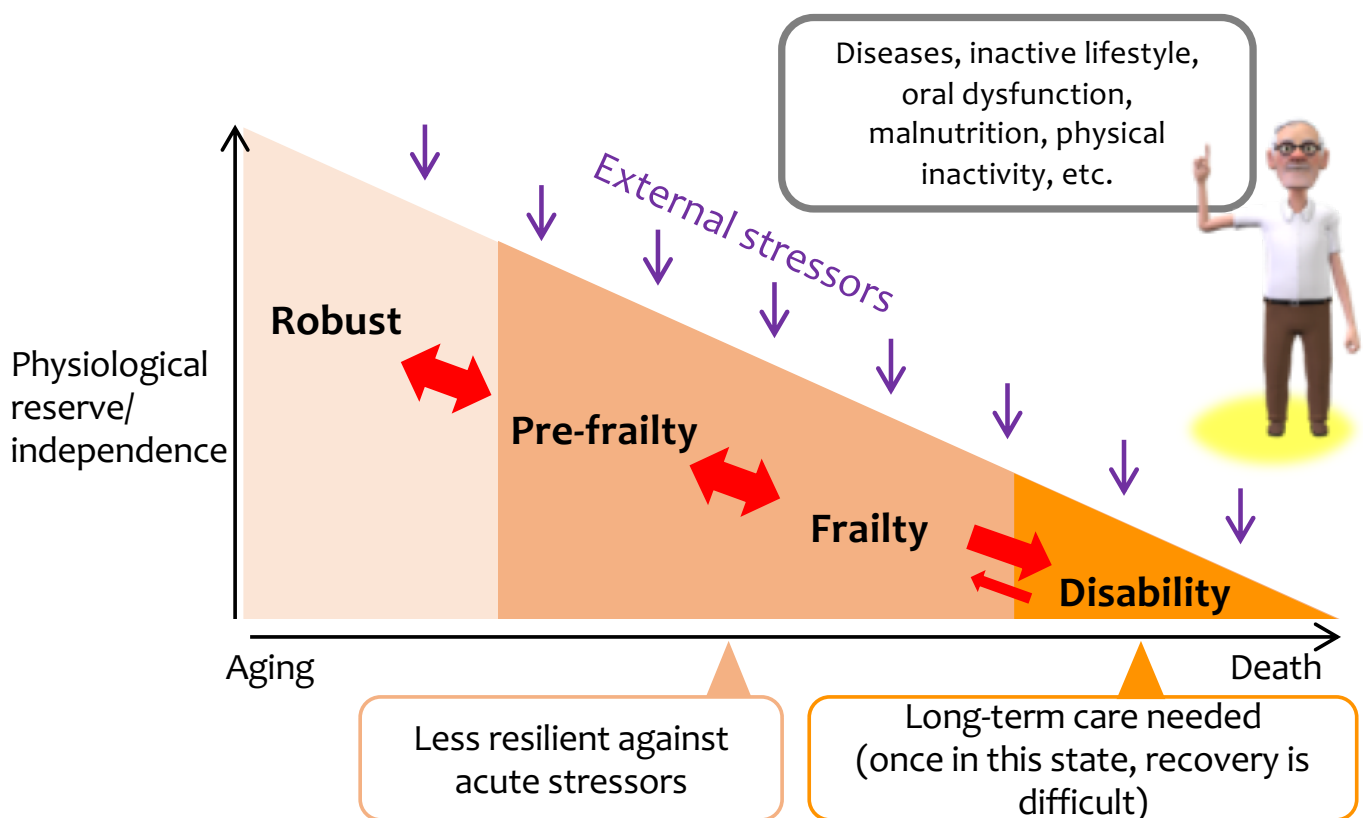 Diseases, inactive lifestyle,
oral dysfunction,
malnutrition, physical
inactivity, etc.
External stressors
Robust
Physiological
reserve/
independence
Pre-frailty
Frailty
Disability
Aging
Death
Less resilient against
acute stressors
Long-term care needed
(once in this state, recovery is
difficult)